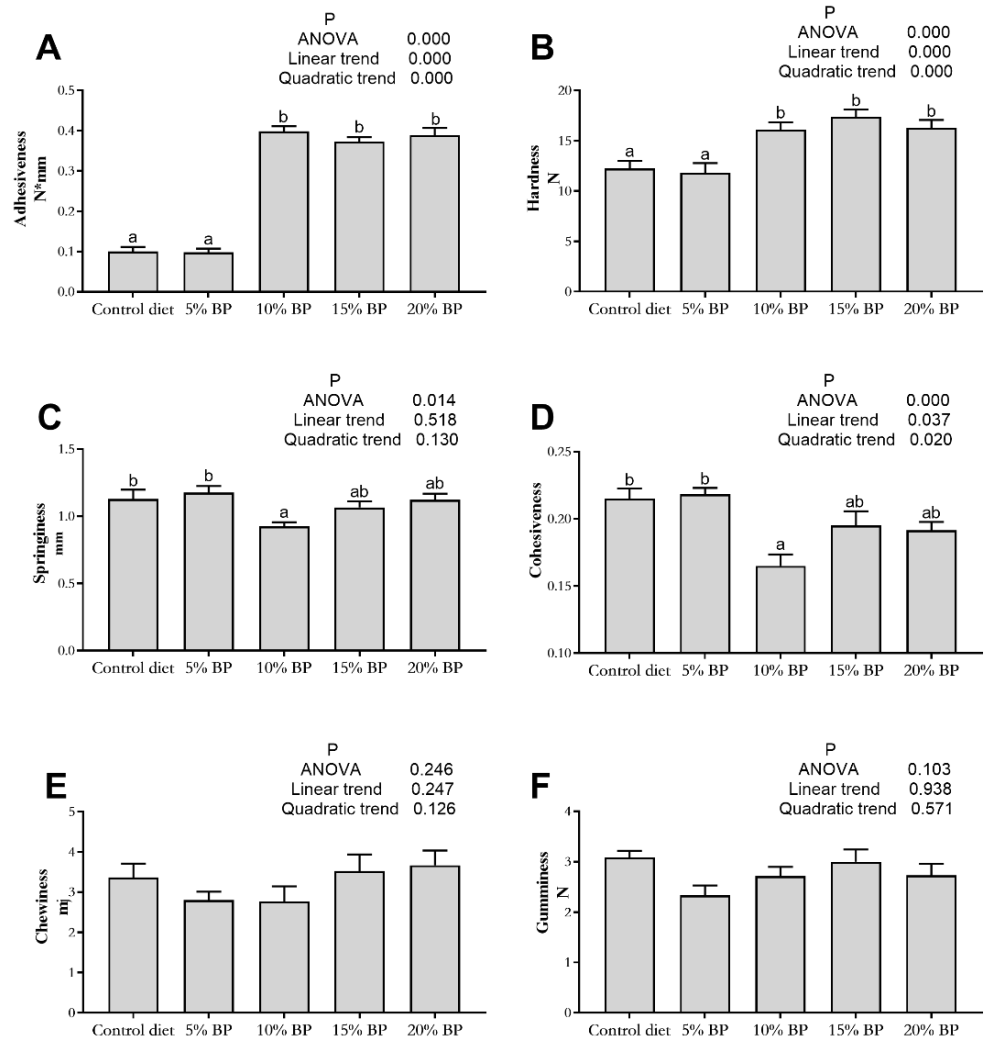 A
P
ANOVA 0.000
Linear trend 0.000
Quadratic trend 0.000
Adhesiveness
N*mm
0.5
0.4
0.3
0.2
0.1
0.0
a
a
b
b
b
Control diet 5% BP 10% BP 15% BP 20% BP
B
P
ANOVA 0.000
Linear trend 0.000
Quadratic trend 0.000
Hardness
N
20
15
10
5
0
a
a
b
b
b
Control diet 5% BP 10% BP 15% BP 20% BP
C
P
ANOVA 0.014
Linear trend 0.518
Quadratic trend 0.130
Springiness
mm
1.5
1.0
0.5
0.0
b
b
a
ab
ab
Control diet 5% BP 10% BP 15% BP 20% BP
D
P
ANOVA 0.000
Linear trend 0.037
Quadratic trend 0.020
Cohesiveness
0.25
0.20
0.15
0.10
b
b
a
ab
ab
Control diet 5% BP 10% BP 15% BP 20% BP
E
P
ANOVA 0.246
Linear trend 0.247
Quadratic trend 0.126
Chewiness
mj
5
4
3
2
1
0
Control diet 5% BP 10% BP 15% BP 20% BP
F
P
ANOVA 0.103
Linear trend 0.938
Quadratic trend 0.571
Gumminess
N
4
3
2
1
0
Control diet 5% BP 10% BP 15% BP 20% BP